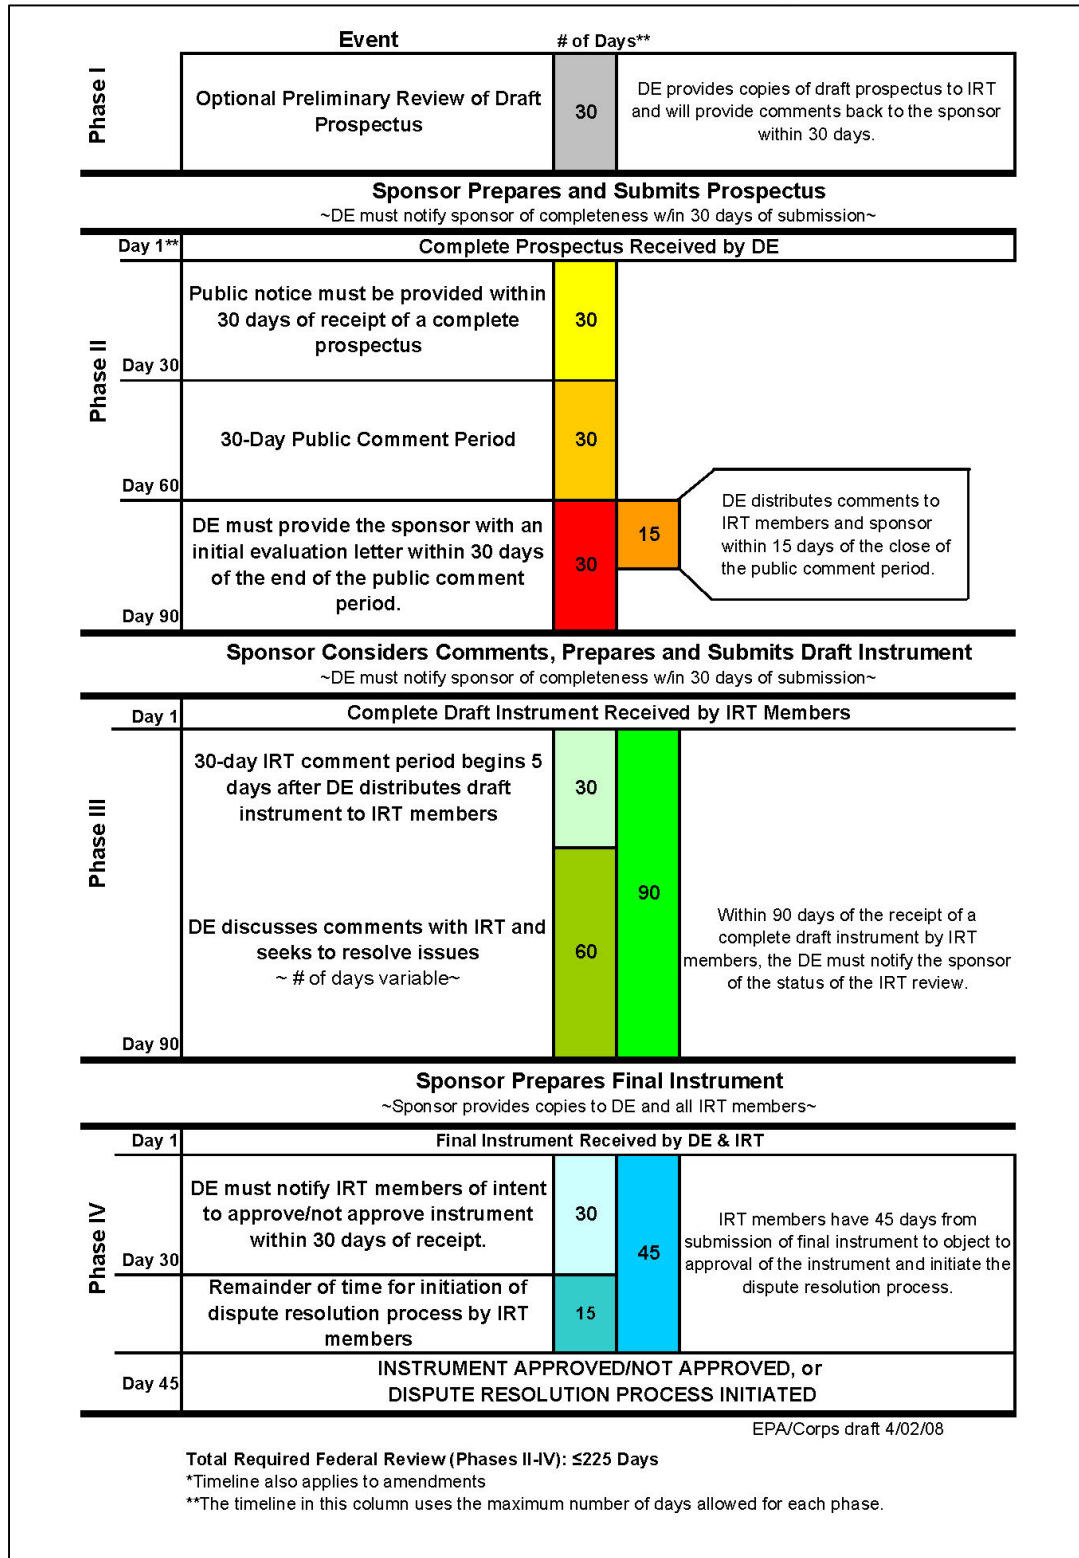 Event
# of Days**
Phase I
Optional Preliminary Review of Draft
Prospectus
30
DE provides copies of draft prospectus to IRT
and will provide comments back to the sponsor
within 30 days.
Sponsor Prepares and Submits Prospectus
~DE must notify sponsor of completeness w/in 30 days of submission~
Phase II
Day 1**
Complete Prospectus Received by DE
Public notice must be provided within
30 days of receipt of a complete
prospectus
30
Day 30
30-Day Public Comment Period
30
Day 60
DE must provide the sponsor with an
initial evaluation letter within 30 days
of the end of the public comment
period.
30
15
DE distributes comments to
IRT members and sponsor
within 15 days of the close of
the public comment period.
Day 90
Sponsor Considers Comments, Prepares and Submits Draft Instrument
~DE must notify sponsor of completeness w/in 30 days of submission~
Phase III
Day 1
Complete Draft Instrument Received by IRT Members
30-day IRT comment period begins 5
days after DE distributes draft
instrument to IRT members
30
90
DE discusses comments with IRT and
seeks to resolve issues
~ # of days variable~
60
Within 90 days of the receipt of a
complete draft instrument by IRT
members, the DE must notify the sponsor
of the status of the IRT review.
Day 90
Sponsor Prepares Final Instrument
~Sponsor provides copies to DE and all IRT members~
Phase IV
Day 1
Final Instrument Received by DE & IRT
DE must notify IRT members of intent
to approve/not approve instrument
within 30 days of receipt.
30
45
IRT members have 45 days from
submission of final instrument to object to
approval of the instrument and initiate the
dispute resolution process.
Day 30
Remainder of time for initiation of
dispute resolution process by IRT
members
15
Day 45
INSTRUMENT APPROVED/NOT APPROVED, or
DISPUTE RESOLUTION PROCESS INITIATED
EPA/Corps draft 4/02/08
Total Required Federal Review (Phases II-IV): ≤225 Days
*Timeline also applies to amendments
**The timeline in this column uses the maximum number of days allowed for each phase.